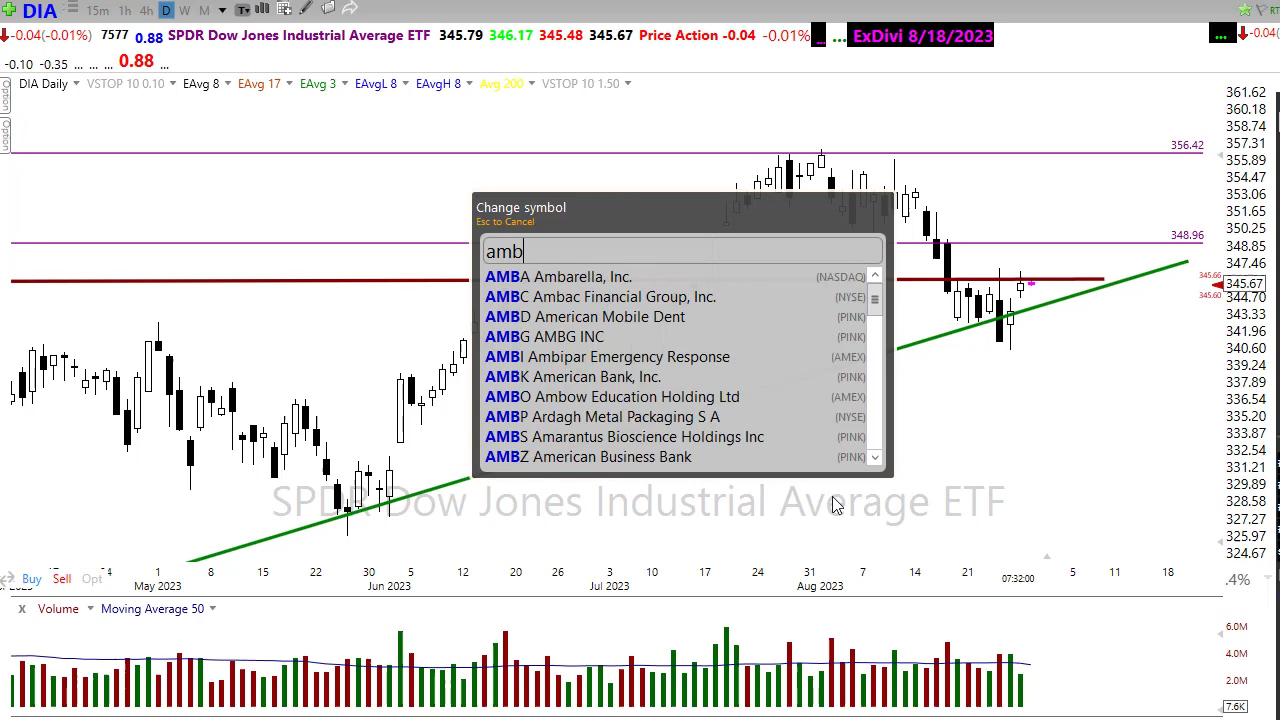 DIA 15m 1h 4h D W M T RT
-0.04(-0.01%) 7577 0.88 SPDR Dow Jones Industrial Average ETF 345.79 346.17 345.48 345.67 Price Action -0.04 -0.01% ... ... ExDivi 8/18/2023 ... -0.04(
-0.10 -0.35 ... ... ... 0.88 ...
DIA Daily VSTOP 10 0.10 EAvg 8 EAvg 17 EAvg 3 EAvgL 8 EAvgH 8 Avg 200 VSTOP 10 1.50
Option
Option
361.62
360.18
358.74
357.31
355.89
354.47
353.06
351.65
350.25
348.85
347.46
345.67
344.70
343.33
341.96
340.60
339.24
337.89
336.54
335.20
333.87
332.54
331.21
329.89
328.58
327.27
325.97
324.67
356.42
348.96
345.66
345.60
Change symbol
Esc to Cancel
amb
AMBA Ambarella, Inc. (NASDAQ)
AMBC Ambac Financial Group, Inc. (NYSE)
AMBD American Mobile Dent (PINK)
AMBG AMBG INC (PINK)
AMBI Ambipar Emergency Response (AMEX)
AMBK American Bank, Inc. (PINK)
AMBO Ambow Education Holding Ltd (AMEX)
AMBP Ardagh Metal Packaging S A (NYSE)
AMBS Amarantus Bioscience Holdings Inc (PINK)
AMBZ American Business Bank (PINK)
SPDR Dow Jones Industrial Average ETF
Buy Sell Opt
1 8 15 22 30 5 12 20 26 3 10 17 24 31 7 14 21 07:32:00 5 11 18
May 2023 Jun 2023 Jul 2023 Aug 2023
.4%
X Volume Moving Average 50
6.0M
4.0M
2.0M
7.6K